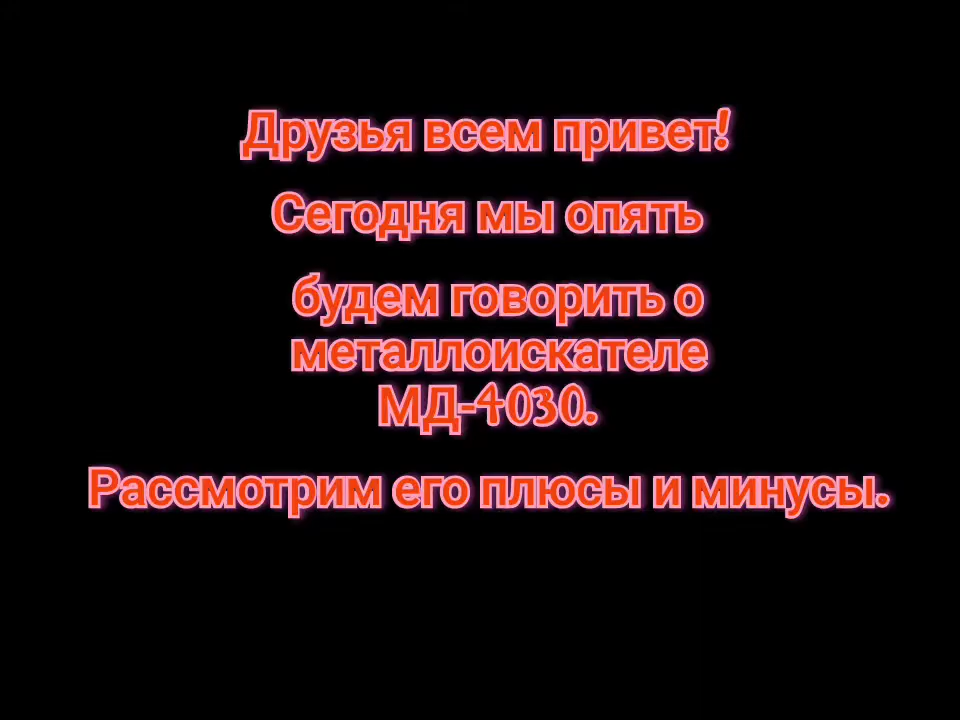 Друзья всем привет!
Сегодня мы опять
будем говорить о
металлоискателе
МД-4030.
Рассмотрим его плюсы и минусы.